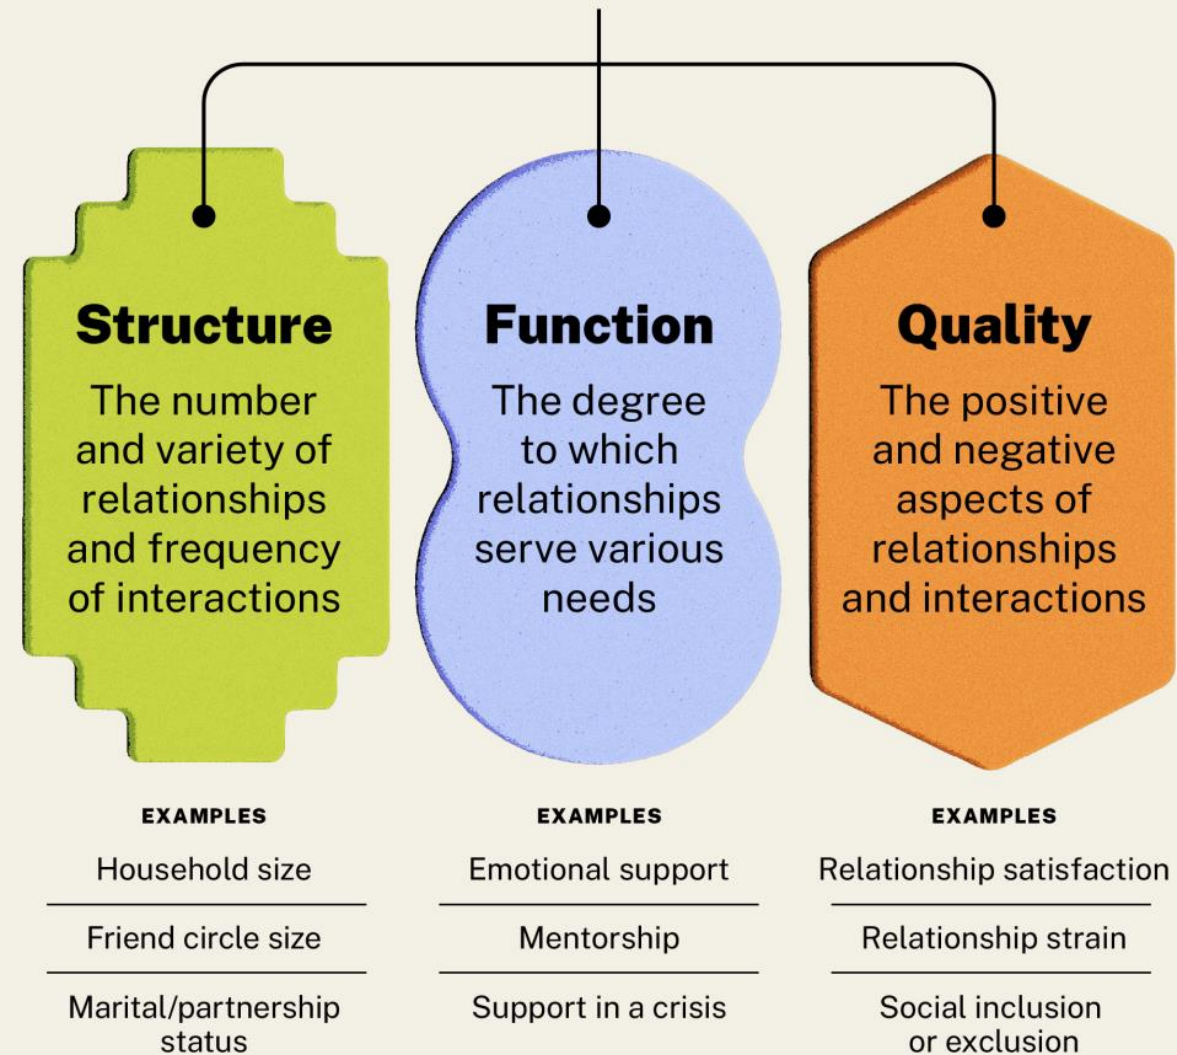 Structure
The number
and variety of
relationships
and frequency
of interactions
Function
The degree
to which
relationships
serve various
needs
Quality
The positive
and negative
aspects of
relationships
and interactions
EXAMPLES
Household size
Friend circle size
Marital/partnership
status
EXAMPLES
Emotional support
Mentorship
Support in a crisis
EXAMPLES
Relationship satisfaction
Relationship strain
Social inclusion
or exclusion